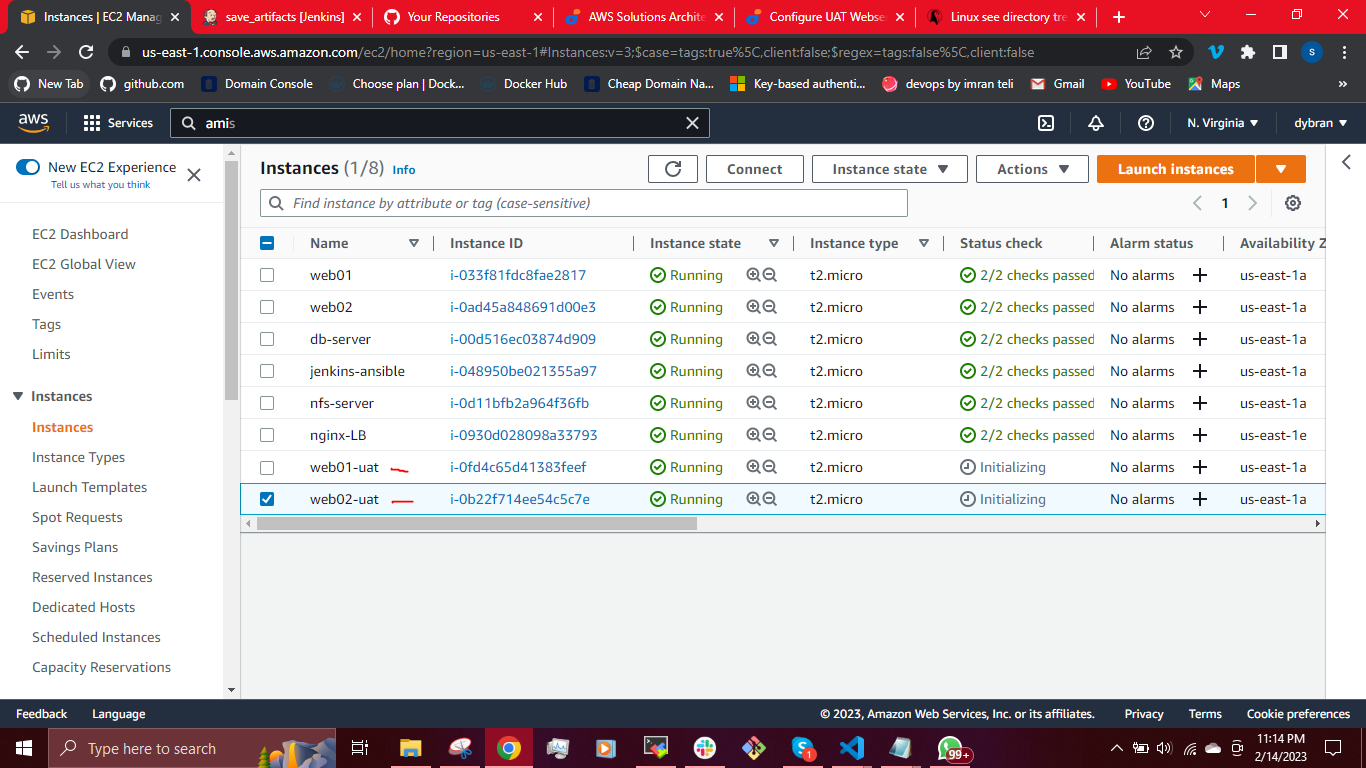 Instances | EC2 Manag
save_artifacts [Jenkins]
Your Repositories
AWS Solutions Archite
Configure UAT Webser
Linux see directory tre
us-east-1.console.aws.amazon.com/ec2/home?region=us-east-1#Instances:v=3;$case=tags:true%5C,client:false;$regex=tags:false%5C,client:false
S
New Tab
github.com
Domain Console
Choose plan | Dock...
Docker Hub
Cheap Domain Na...
Key-based authenti...
devops by imran teli
Gmail
YouTube
Maps
»
aws
Services
amis
N. Virginia
dybran
New EC2 Experience
Tell us what you think
EC2 Dashboard
EC2 Global View
Events
Tags
Limits
Instances
Instances
Instance Types
Launch Templates
Spot Requests
Savings Plans
Reserved Instances
Dedicated Hosts
Scheduled Instances
Capacity Reservations
Instances (1/8) Info
Connect
Instance state
Actions
Launch instances
Find instance by attribute or tag (case-sensitive)
1
Name Instance ID Instance state Instance type Status check Alarm status Availability Z
web01 i-033f81fdc8fae2817 Running t2.micro 2/2 checks passed No alarms us-east-1a
web02 i-0ad45a848691d00e3 Running t2.micro 2/2 checks passed No alarms us-east-1a
db-server i-00d516ec03874d909 Running t2.micro 2/2 checks passed No alarms us-east-1a
jenkins-ansible i-048950be021355a97 Running t2.micro 2/2 checks passed No alarms us-east-1a
nfs-server i-0d11bfb2a964f36fb Running t2.micro 2/2 checks passed No alarms us-east-1a
nginx-LB i-0930d028098a33793 Running t2.micro 2/2 checks passed No alarms us-east-1e
web01-uat i-0fd4c65d41383feef Running t2.micro Initializing No alarms us-east-1a
web02-uat i-0b22f714ee54c5c7e Running t2.micro Initializing No alarms us-east-1a
Feedback Language © 2023, Amazon Web Services, Inc. or its affiliates. Privacy Terms Cookie preferences
Type here to search
1
99+
11:14 PM
2/14/2023